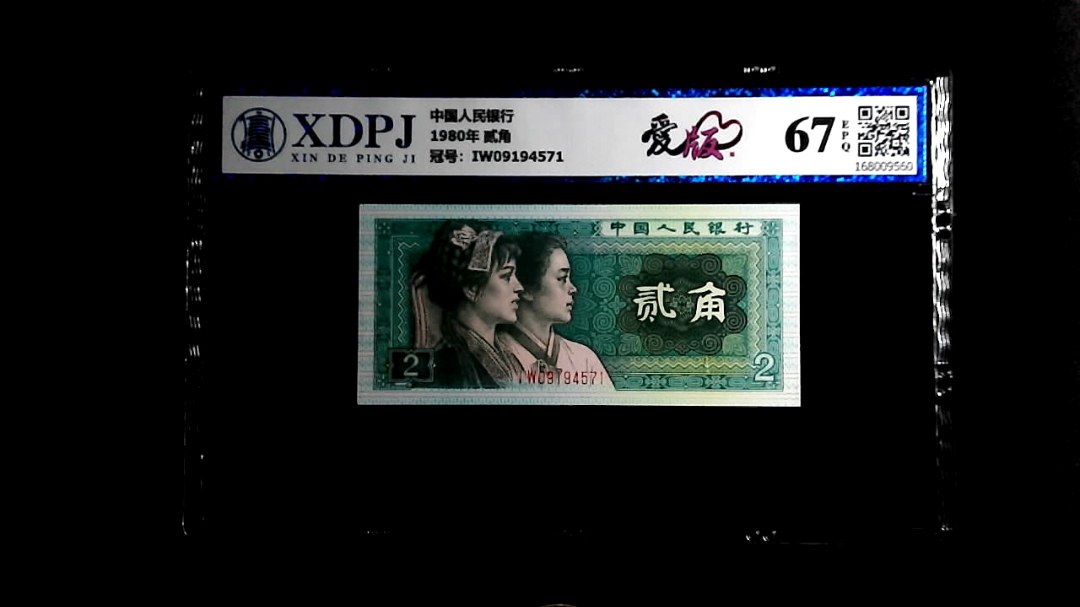 XDPJ
XIN DE PING JI
中国人民银行
1980年 贰角
冠号: IW09194571
爱版
67
EPQ
168009560
中国人民银行
贰角
2
2
IW09194571